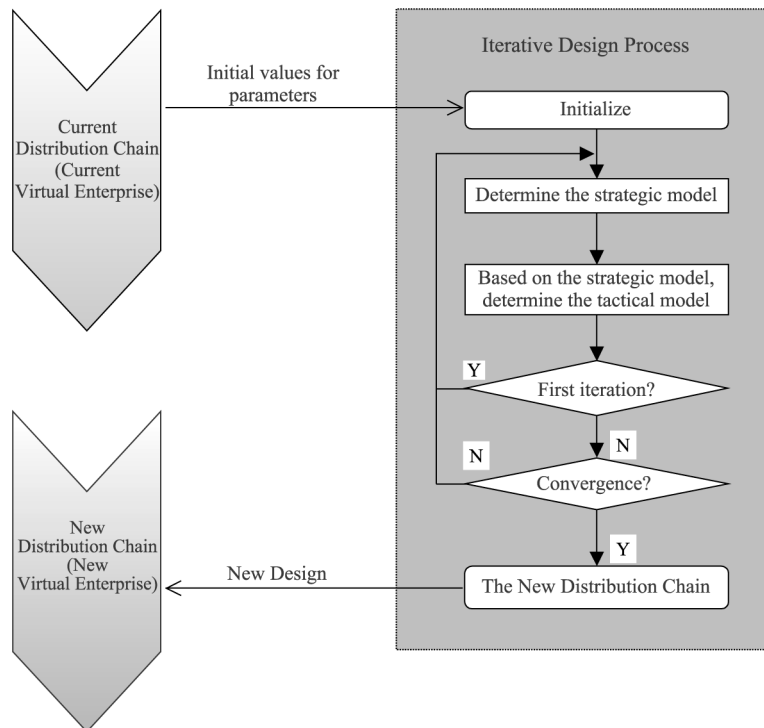 Iterative Design Process
Initial values for
parameters
Initialize
Current
Distribution Chain
(Current
Virtual Enterprise)
Determine the strategic model
Based on the strategic model,
determine the tactical model
Y
First iteration?
N
N
Convergence?
Y
New
Distribution Chain
(New
Virtual Enterprise)
New Design
The New Distribution Chain